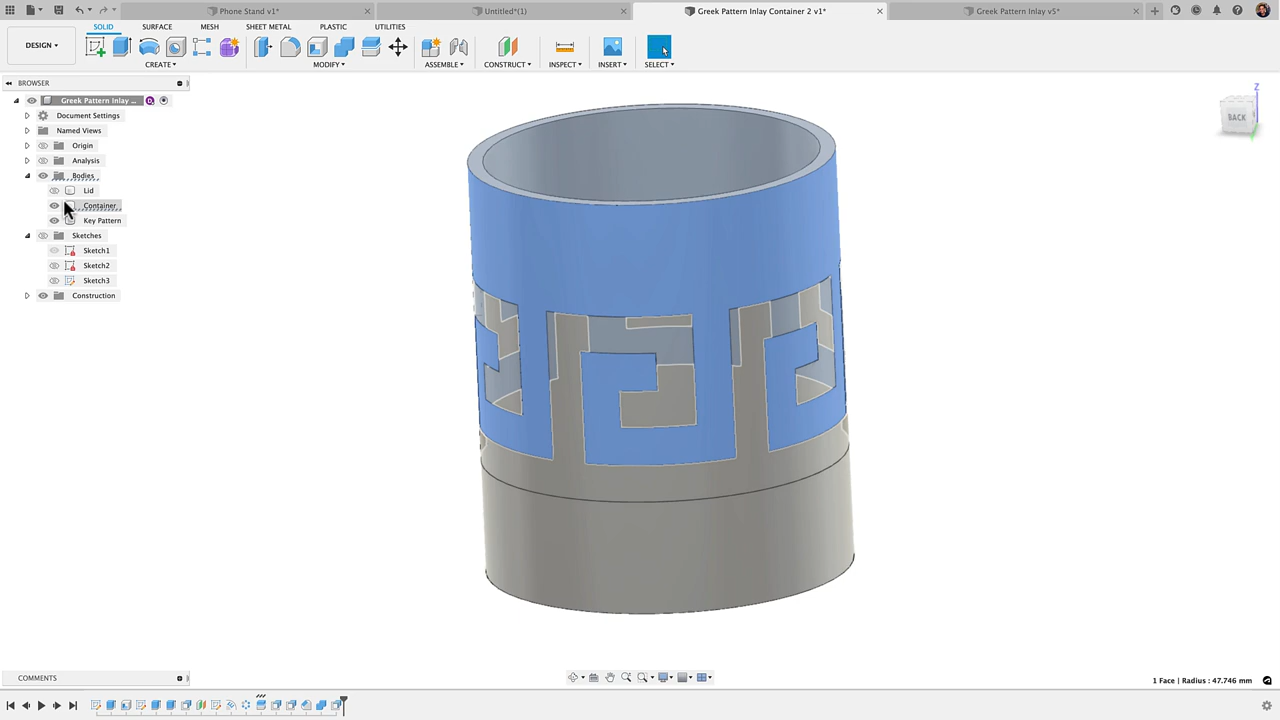 Phone Stand v1*
Untitled*(1)
Greek Pattern Inlay Container 2 v1*
Greek Pattern Inlay v5*
SOLID
SURFACE
MESH
SHEET METAL
PLASTIC
UTILITIES
DESIGN
CREATE
MODIFY
ASSEMBLE
CONSTRUCT
INSPECT
INSERT
SELECT
BROWSER
Greek Pattern Inlay ...
Document Settings
Named Views
Origin
Analysis
Bodies
Lid
Container
Key Pattern
Sketches
Sketch1
Sketch2
Sketch3
Construction
Z
BACK
COMMENTS
1 Face | Radius : 47.746 mm